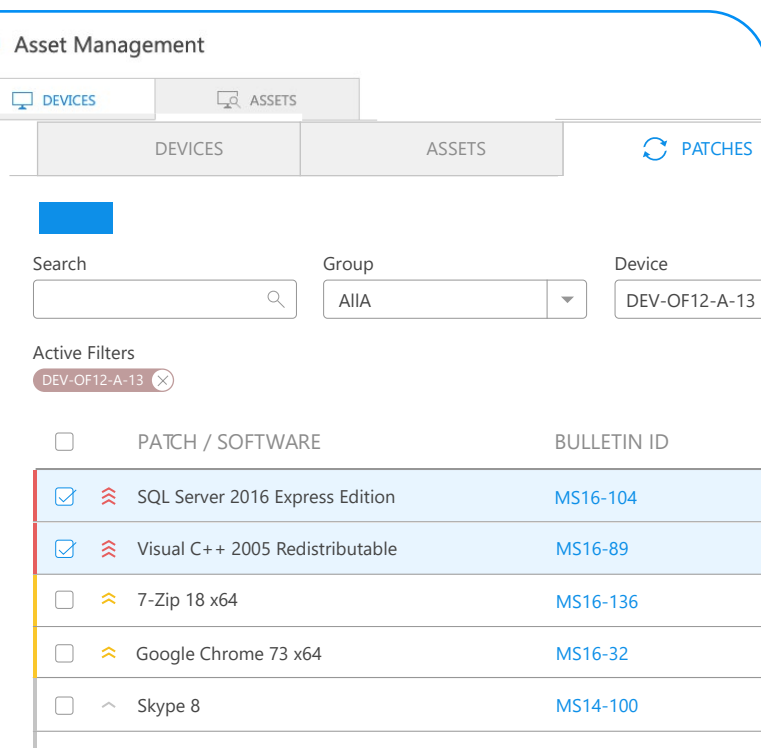 Asset Management
DEVICES ASSETS
DEVICES ASSETS PATCHES
Search Group Device
AllA DEV-OF12-A-13
Active Filters
DEV-OF12-A-13
PATCH / SOFTWARE BULLETIN ID
SQL Server 2016 Express Edition MS16-104
Visual C++ 2005 Redistributable MS16-89
7-Zip 18 x64 MS16-136
Google Chrome 73 x64 MS16-32
Skype 8 MS14-100